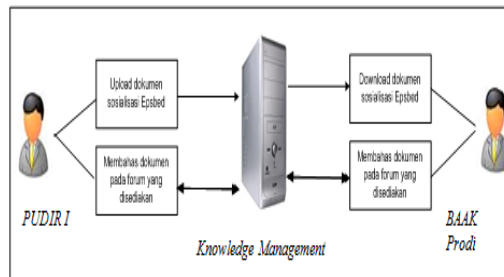 Upload dokumen
sosialisasi Epsbed
Membahas dokumen
pada forum yang
disediakan
PUDIR I
Knowledge Management
Download dokumen
sosialisasi Epsbed
Membahas dokumen
pada forum yang
disediakan
BAAK
Prodi